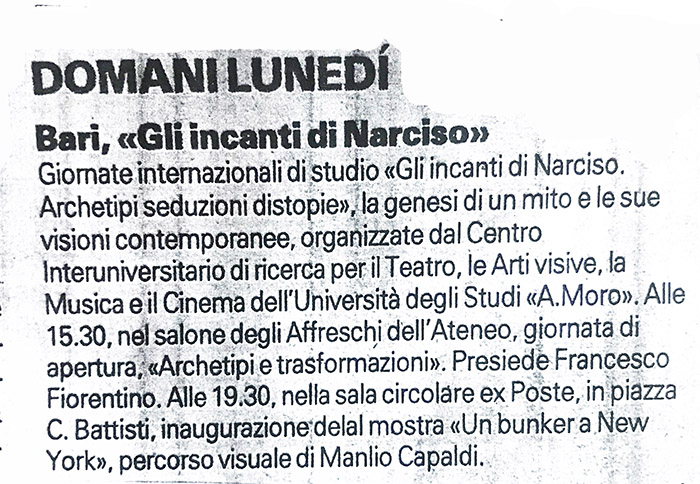 DOMANI LUNEDÍ
Bari, «Gli incanti di Narciso»
Giornate internazionali di studio «Gli incanti di Narciso.
Archetipi seduzioni distopie», la genesi di un mito e le sue
visioni contemporanee, organizzate dal Centro
Interuniversitario di ricerca per il Teatro, le Arti visive, la
Musica e il Cinema dell'Università degli Studi «A.Moro». Alle
15.30, nel salone degli Affreschi dell'Ateneo, giornata di
apertura, «Archetipi e trasformazioni». Presiede Francesco
Fiorentino. Alle 19.30, nella sala circolare ex Poste, in piazza
C. Battisti, inaugurazione delal mostra «Un bunker a New
York», percorso visuale di Manlio Capaldi.